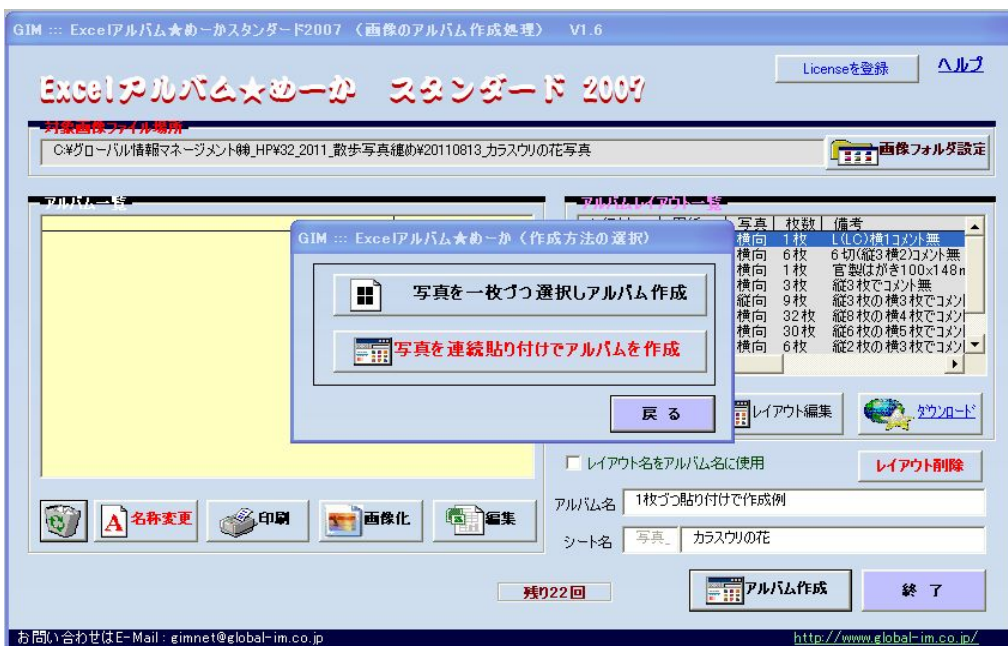 GIM ::: Excelアルバム★めーかスタンダード2007 （画像のアルバム作成処理） V1.6
Excelアルバム★めーか スタンダード 2007
Licenseを登録
ヘルプ
対象画像ファイル場所
C:¥グローバル情報マネージメント㈱_HP¥32_2011_散歩写真纏め¥20110813_カラスウリの花写真
画像フォルダ設定
アルバム一覧
アルバムレイアウト一覧
写真 枚数 備考
横向 1枚 L(LC)横1コメント無
横向 6枚 6切(縦3横2)コメント無
横向 1枚 官製はがき100x148m
横向 3枚 縦3枚でコメント無
縦向 9枚 縦3枚の横3枚でコメント
横向 32枚 縦8枚の横4枚でコメント
横向 30枚 縦6枚の横5枚でコメント
横向 6枚 縦2枚の横3枚でコメント
GIM ::: Excelアルバム★めーか（作成方法の選択）
写真を一枚づつ選択しアルバム作成
写真を連続貼り付けでアルバムを作成
戻 る
レイアウト編集
ダウンロード
レイアウト名をアルバム名に使用
レイアウト削除
アルバム名 1枚づつ貼り付けで作成例
シート名 写真_ カラスウリの花
名称変更
印刷
画像化
編集
残り22回
アルバム作成
終 了
お問い合わせはE-Mail : gimnet@global-im.co.jp
http://www.global-im.co.jp/